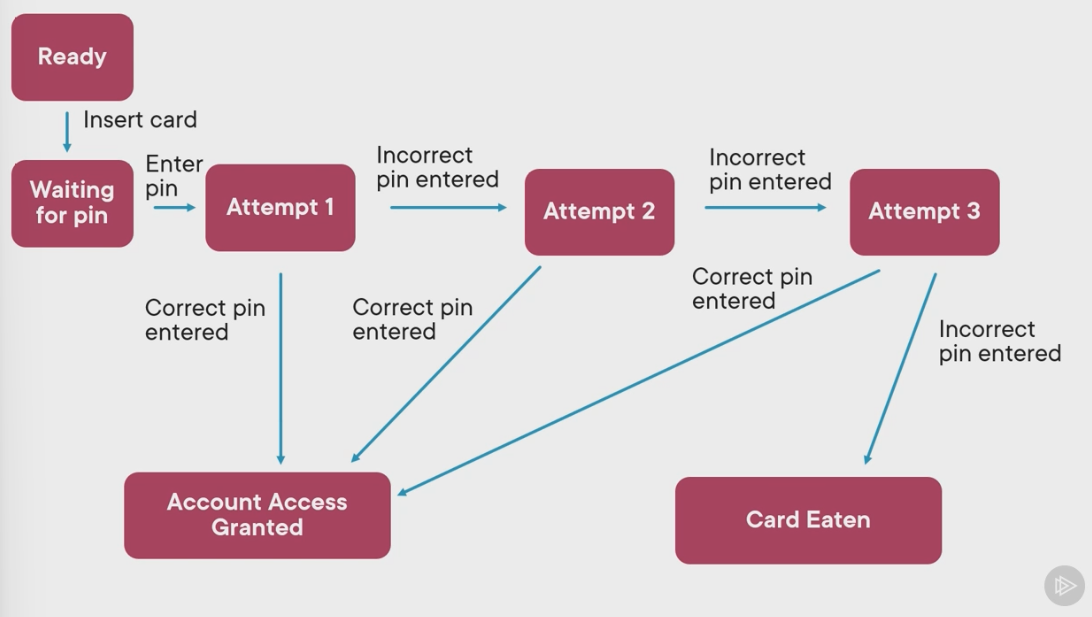 Ready
Insert card
Waiting
for pin
Enter
pin
Attempt 1
Incorrect
pin entered
Attempt 2
Incorrect
pin entered
Attempt 3
Correct pin
entered
Correct pin
entered
Correct pin
entered
Incorrect
pin entered
Account Access
Granted
Card Eaten